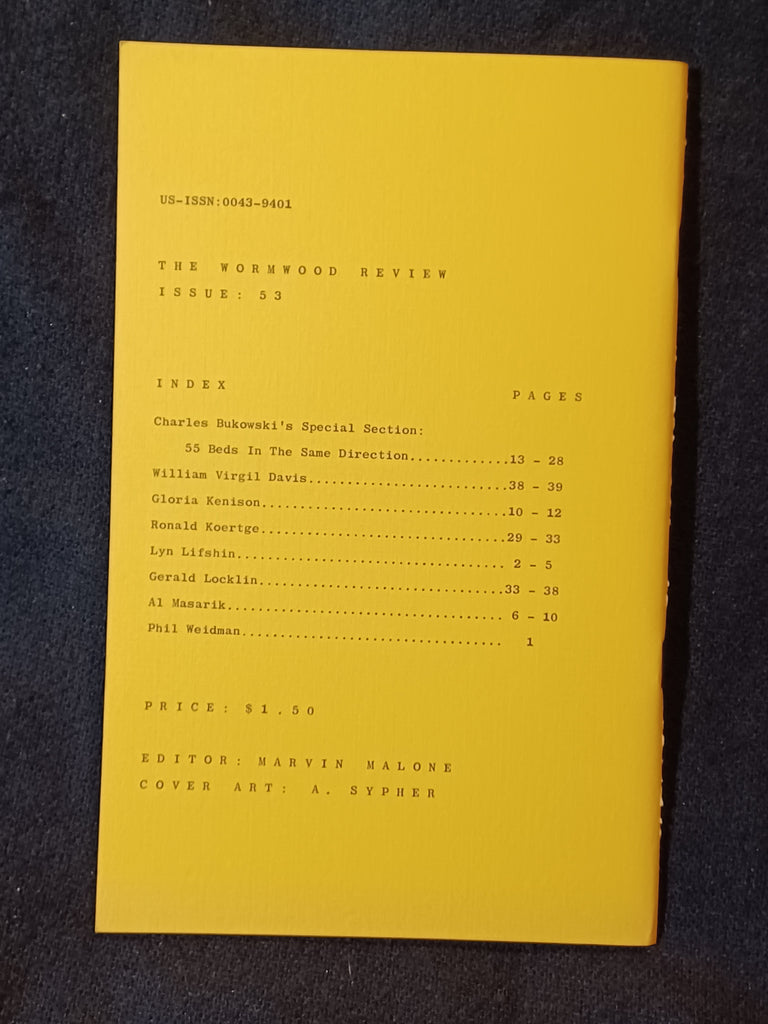 US-ISSN:0043-9401
THE WORMWOOD REVIEW
ISSUE: 53
INDEX PAGES
Charles Bukowski's Special Section:
55 Beds In The Same Direction.............13 - 28
William Virgil Davis..........................38 - 39
Gloria Kenison................................10 - 12
Ronald Koertge................................29 - 33
Lyn Lifshin................................... 2 - 5
Gerald Locklin................................33 - 38
Al Masarik.................................... 6 - 10
Phil Weidman.................................. 1
PRICE: $1.50
EDITOR: MARVIN MALONE
COVER ART: A. SYPHER